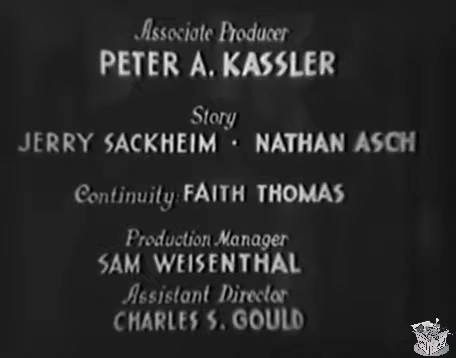 Associate Producer
PETER A. KASSLER
Story
JERRY SACKHEIM · NATHAN ASCH
Continuity: FAITH THOMAS
Production Manager
SAM WEISENTHAL
Assistant Director
CHARLES S. GOULD